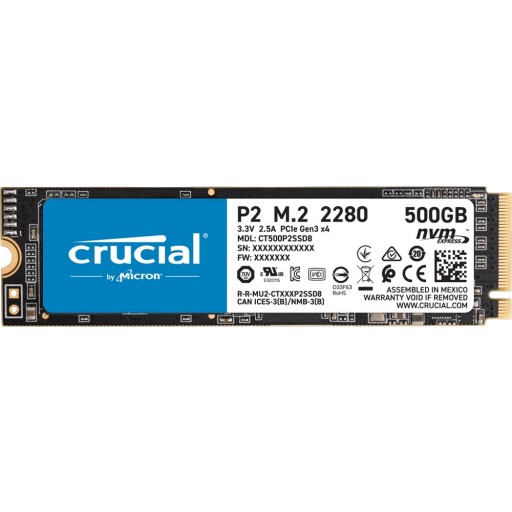 crucial
by Micron
P2 M.2 2280
500GB
3.3V 2.5A PCIe Gen3 x4
MDL: CT500P2SSD8
SN: XXXXXXXXXXXX
FW: XXXXXXX
nvm
EXPRESS
R-R-MU2-CTXXXP2SSD8
CAN ICES-3(B)/NMB-3(B)
D33F63
RoHS
20
ASSEMBLED IN MEXICO
WARRANTY VOID IF REMOVED
WWW.CRUCIAL.COM